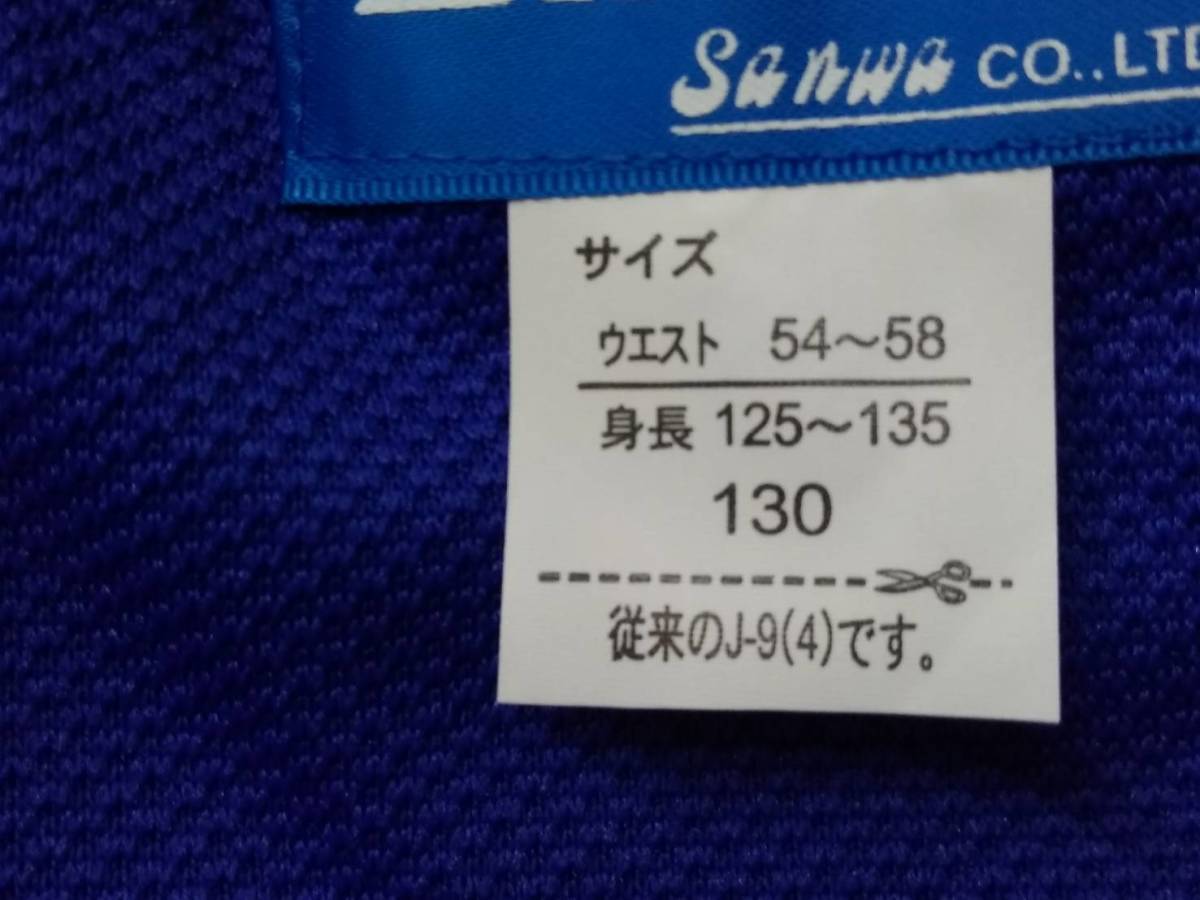 Sanwa CO.,LTD
サイズ
ウエスト 54〜58
身長 125〜135
130
従来のJ-9(4)です。